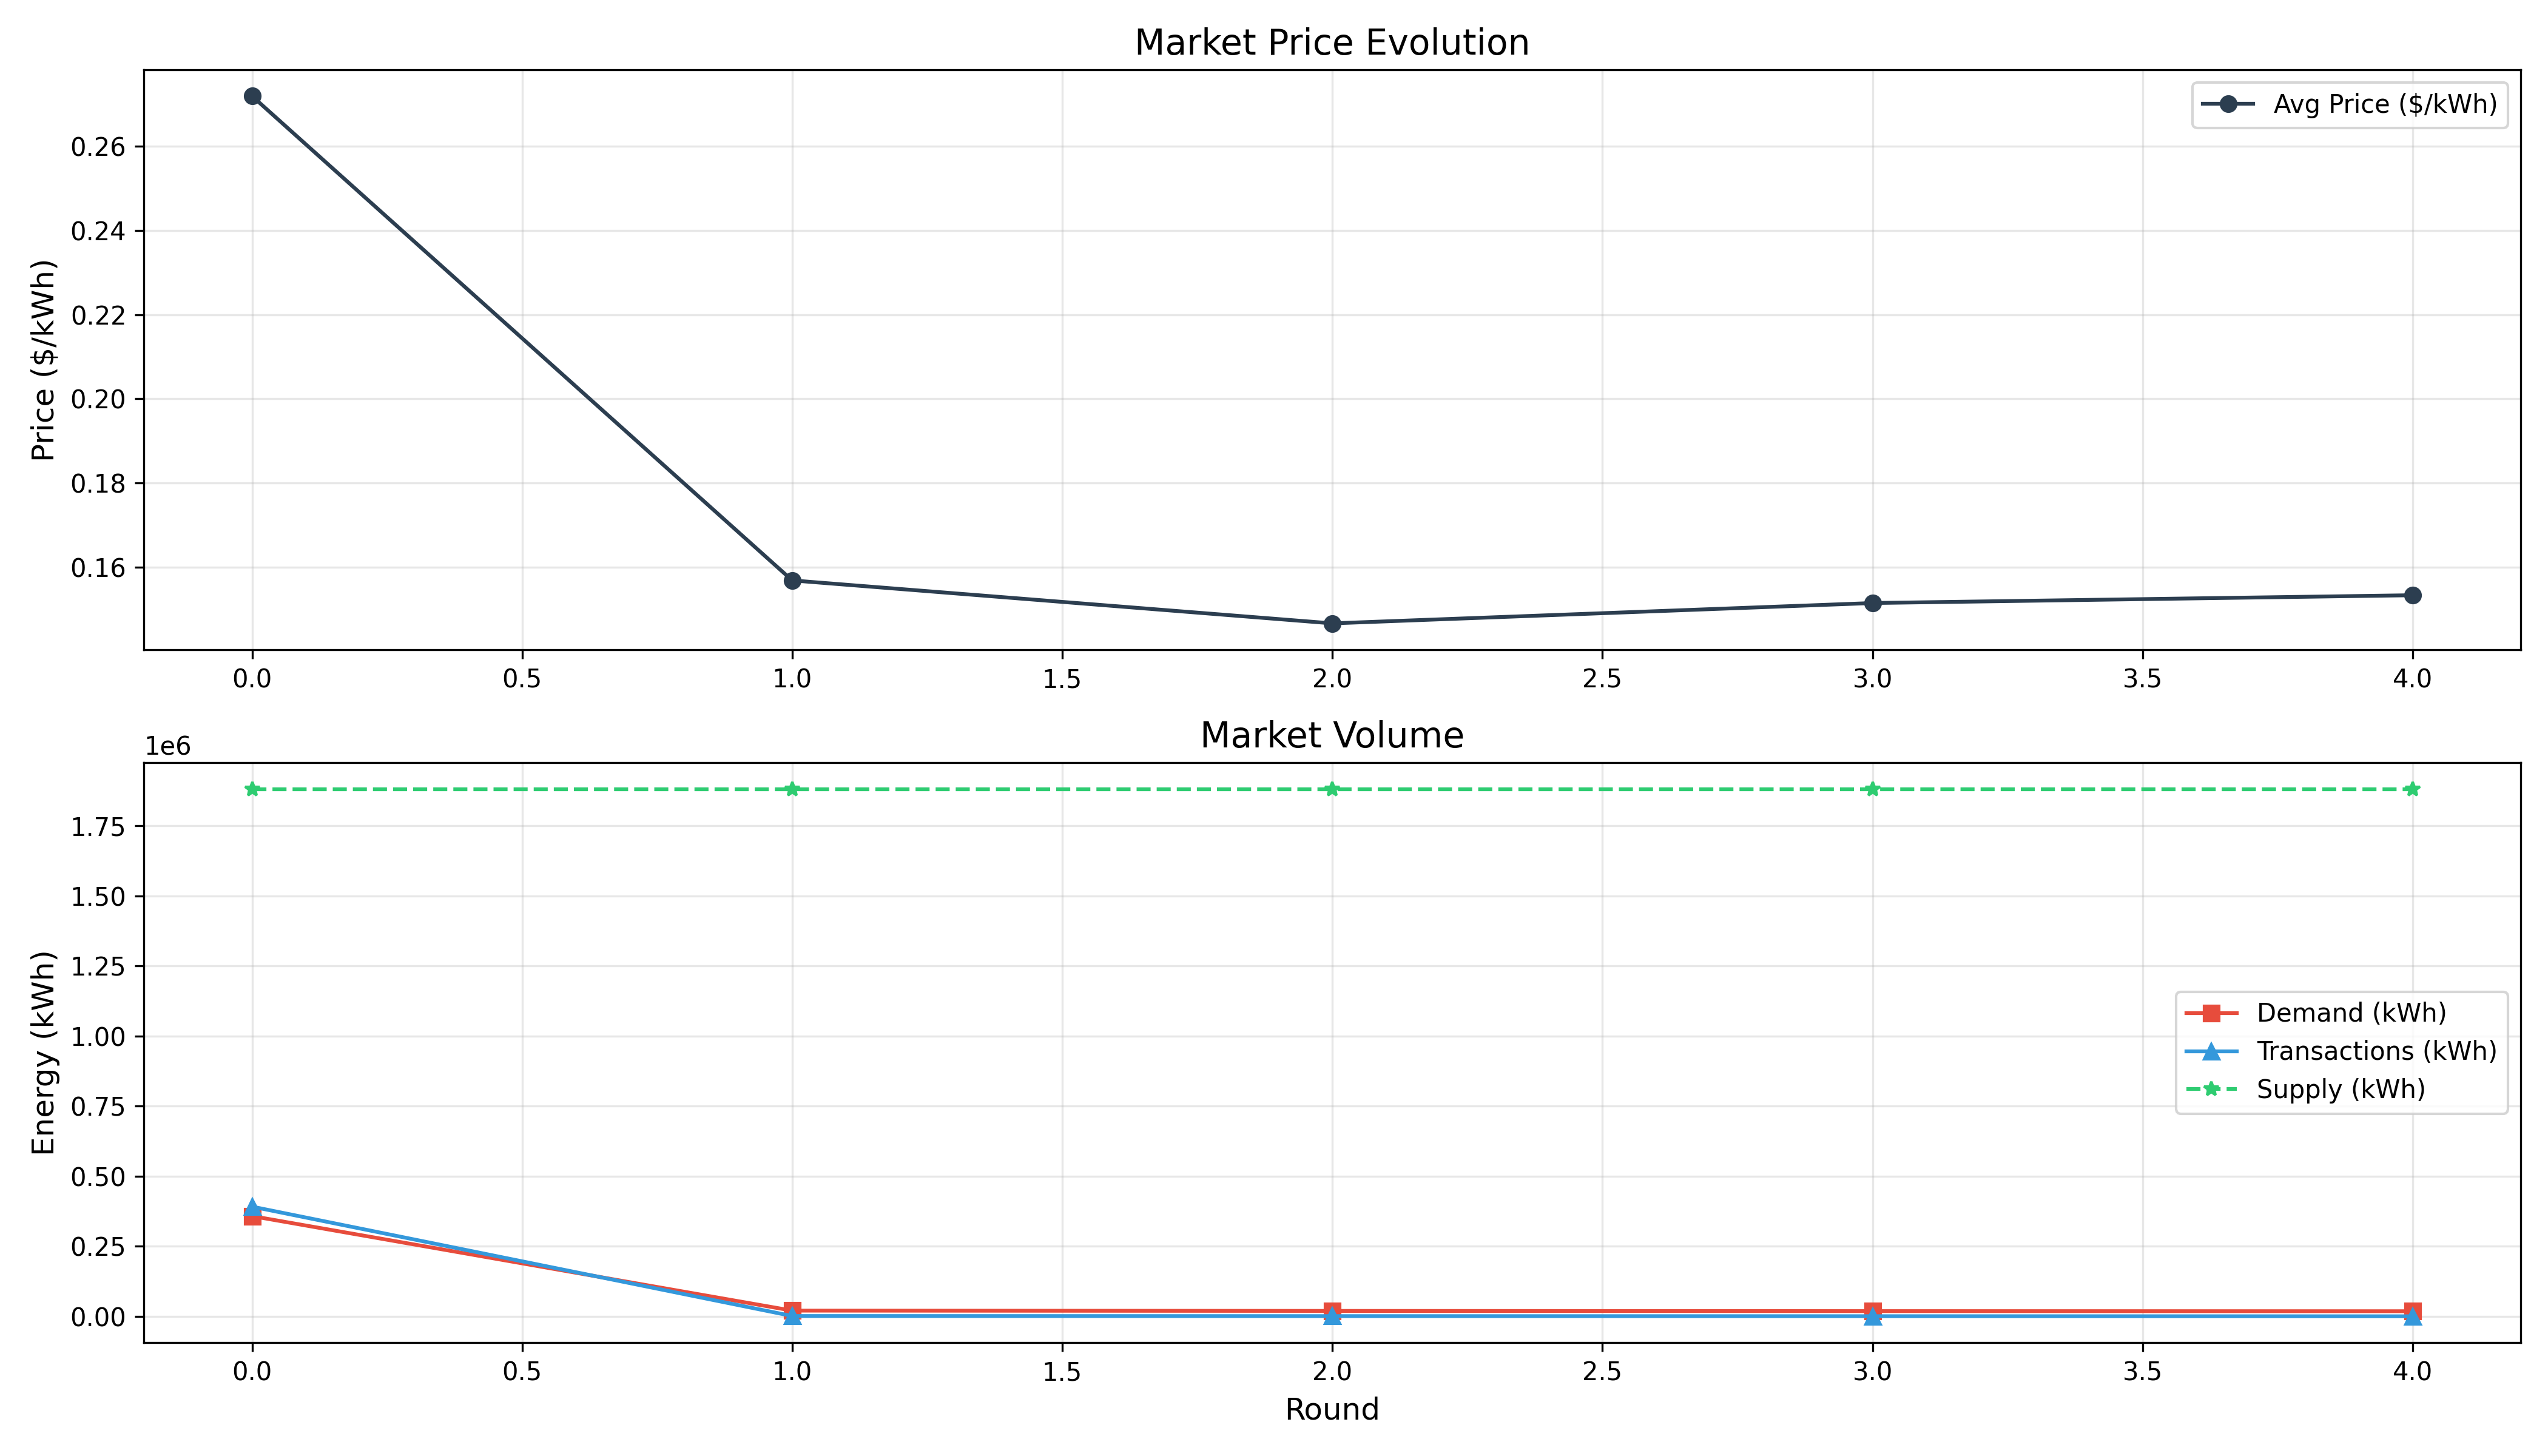 Market Price Evolution
Avg Price ($/kWh)
Price ($/kWh)
0.26
0.24
0.22
0.20
0.18
0.16
0.0 0.5 1.0 1.5 2.0 2.5 3.0 3.5 4.0
Market Volume
1e6
Energy (kWh)
1.75
1.50
1.25
1.00
0.75
0.50
0.25
0.00
Demand (kWh)
Transactions (kWh)
Supply (kWh)
0.0 0.5 1.0 1.5 2.0 2.5 3.0 3.5 4.0
Round